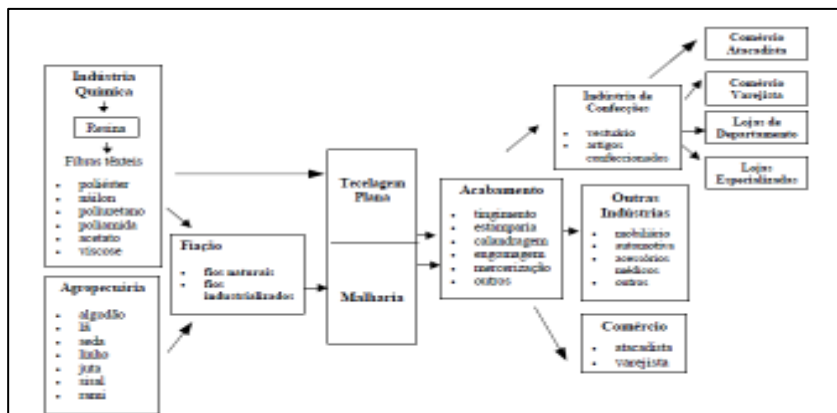 Indústria
Química
Resina
Fibras têxteis
poliéster
náilon
poliuretano
poliamida
acetato
viscose
Agropecuária
algodão
lã
seda
linho
juta
sisal
rami
Fiação
fios naturais
fios
industrializados
Tecelagem
Plana
Malharia
Acabamento
tingimento
estamparia
calandragem
engomagem
mercerização
outros
Indústria de
Confecções
vestuário
artigos
confeccionados
Outras
Indústrias
mobiliário
automotiva
acessórios
médicos
outros
Comércio
atacadista
varejista
Comércio
Atacadista
Comércio
Varejista
Lojas de
Departamento
Lojas
Especializadas